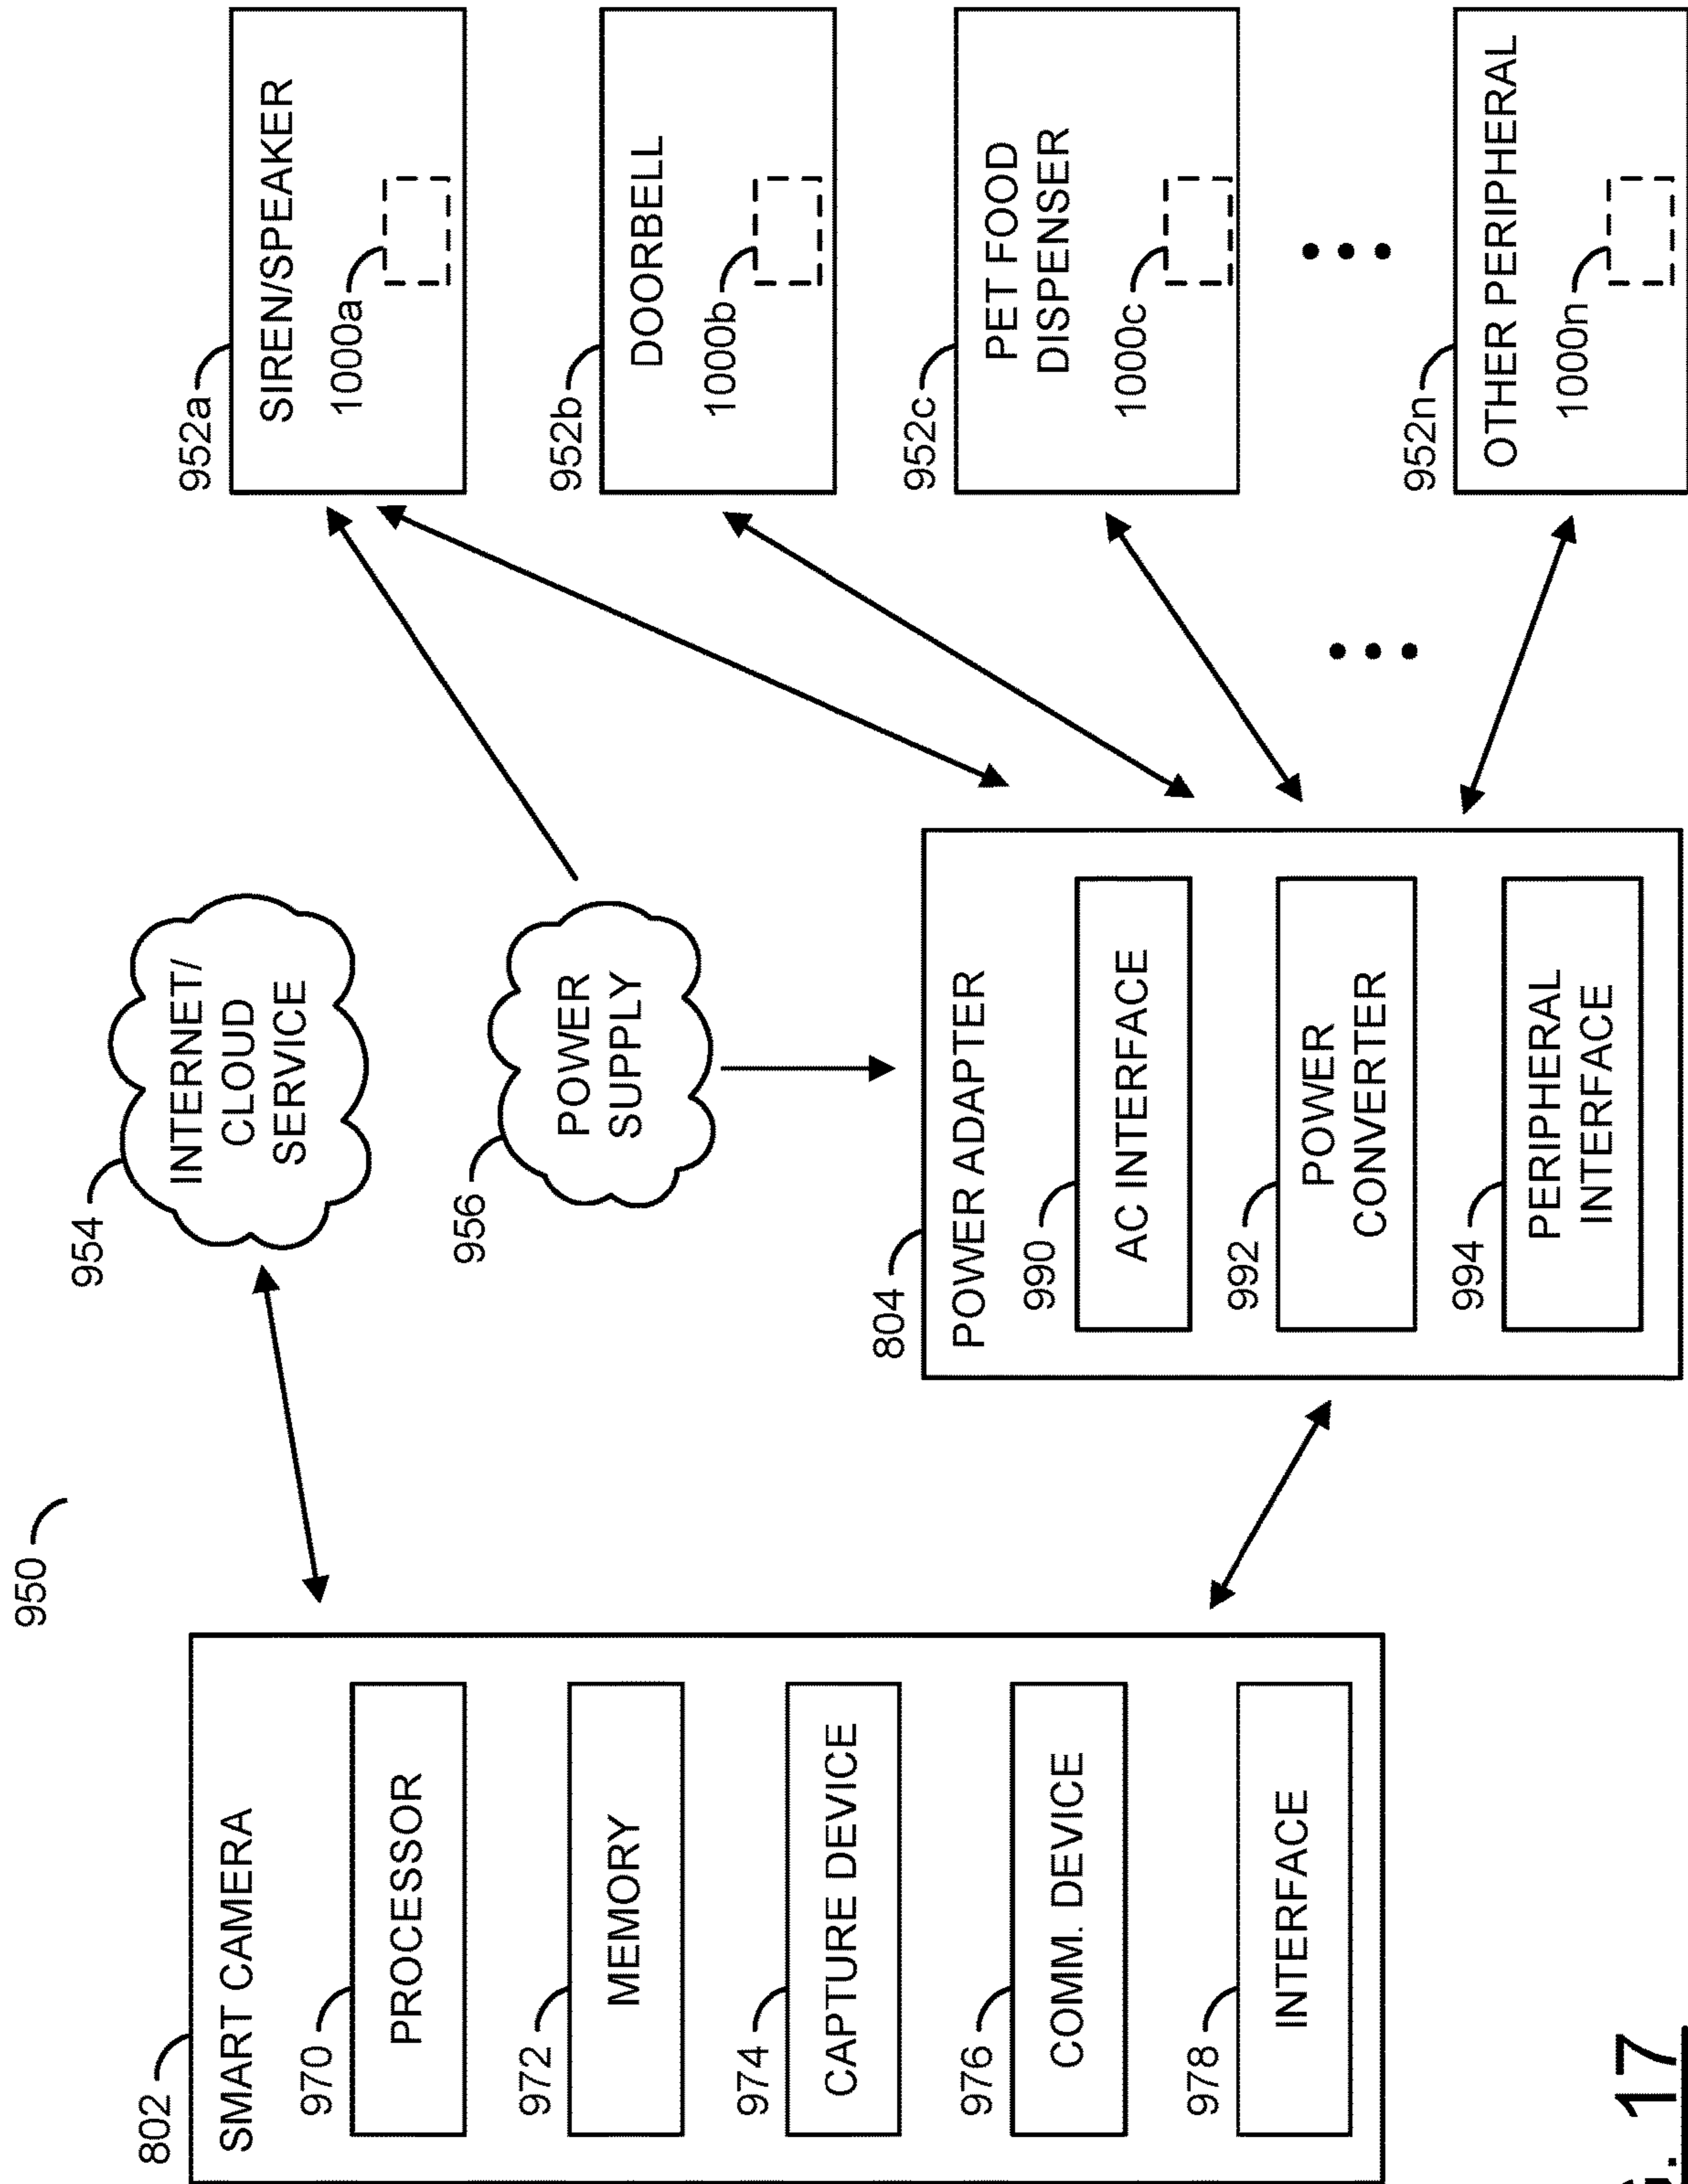 950
802
SMART CAMERA
970
PROCESSOR
972
MEMORY
974
CAPTURE DEVICE
976
COMM. DEVICE
978
INTERFACE
954
INTERNET/
CLOUD
SERVICE
956
POWER
SUPPLY
804
POWER ADAPTER
990
AC INTERFACE
992
POWER
CONVERTER
994
PERIPHERAL
INTERFACE
952a
SIREN/SPEAKER
1000a
952b
DOORBELL
1000b
952c
PET FOOD
DISPENSER
1000c
952n
OTHER PERIPHERAL
1000n
17